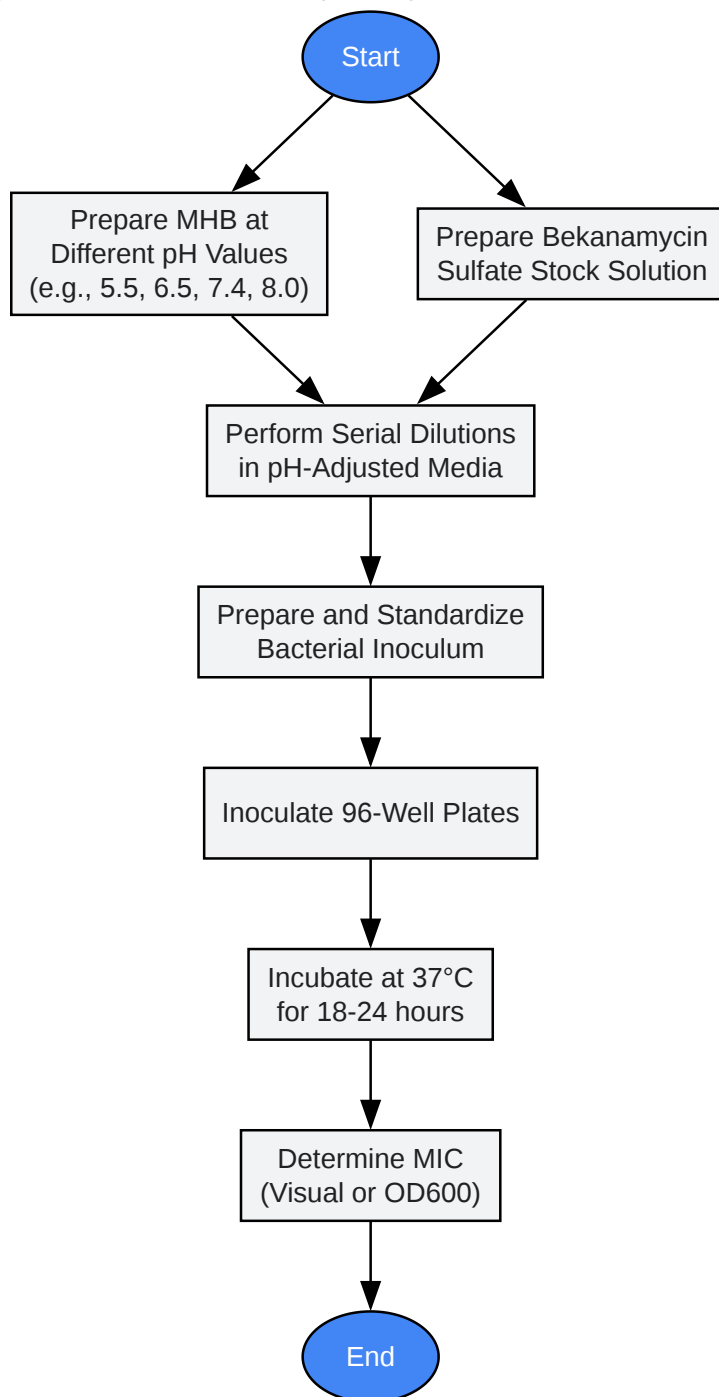 Start
Prepare MHB at
Different pH Values
(e.g., 5.5, 6.5, 7.4, 8.0)
Prepare Bekanamycin
Sulfate Stock Solution
Perform Serial Dilutions
in pH-Adjusted Media
Prepare and Standardize
Bacterial Inoculum
Inoculate 96-Well Plates
Incubate at 37°C
for 18-24 hours
Determine MIC
(Visual or OD600)
End